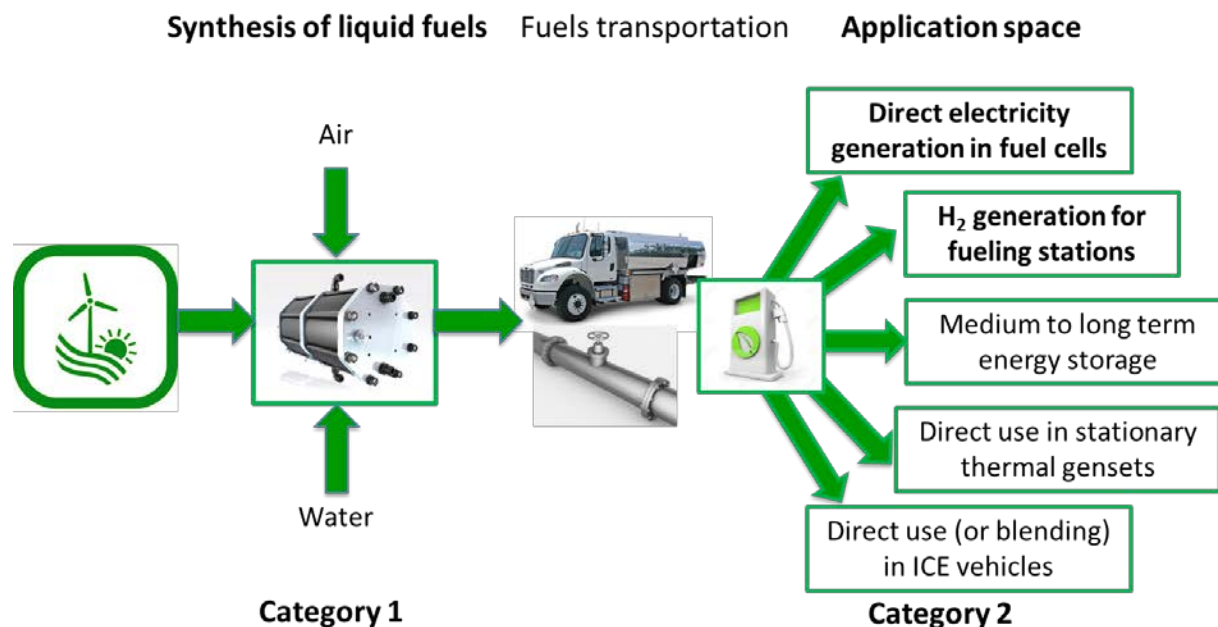 Synthesis of liquid fuels
Fuels transportation
Application space
Air
Water
Direct electricity
generation in fuel cells
H₂ generation for
fueling stations
Medium to long term
energy storage
Direct use in stationary
thermal gensets
Direct use (or blending)
in ICE vehicles
Category 1
Category 2